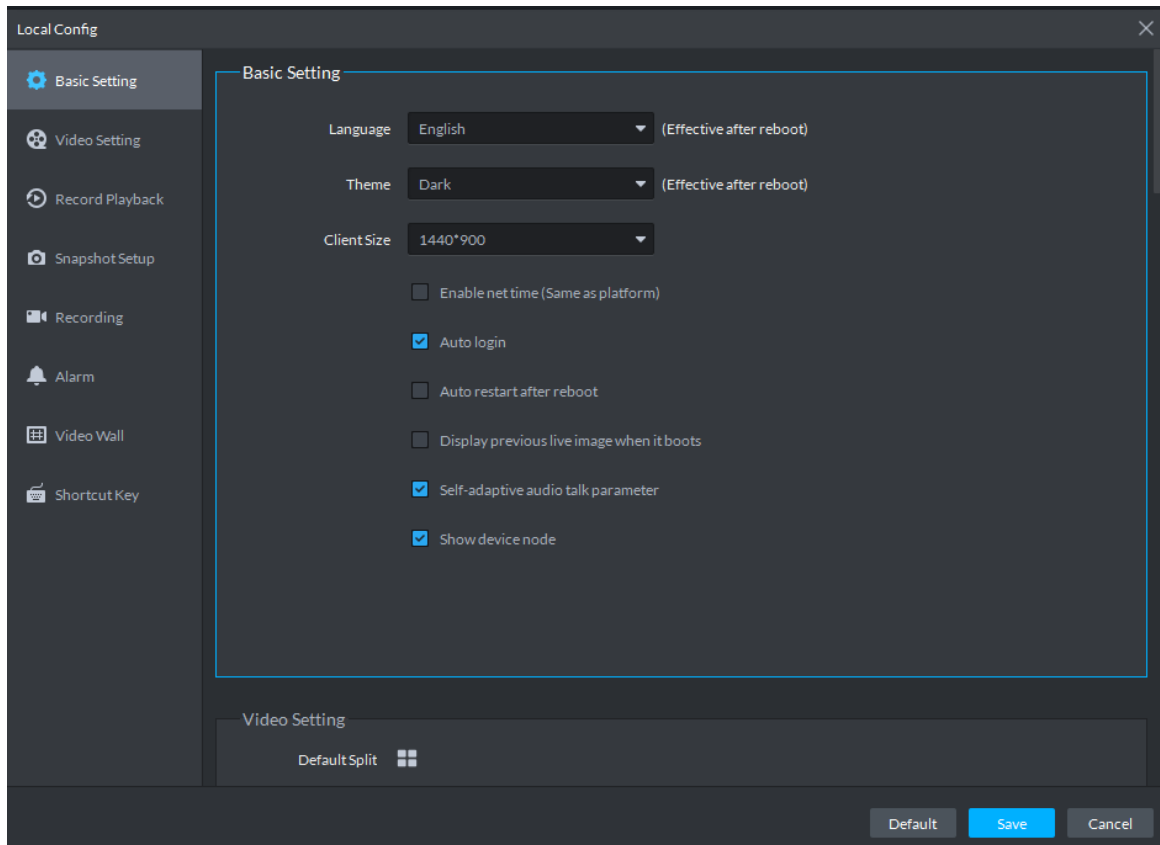 Local Config
Basic Setting
Video Setting
Record Playback
Snapshot Setup
Recording
Alarm
Video Wall
Shortcut Key
Basic Setting
Language English (Effective after reboot)
Theme Dark (Effective after reboot)
Client Size 1440*900
Enable net time (Same as platform)
Auto login
Auto restart after reboot
Display previous live image when it boots
Self-adaptive audio talk parameter
Show device node
Video Setting
Default Split
Default Save Cancel